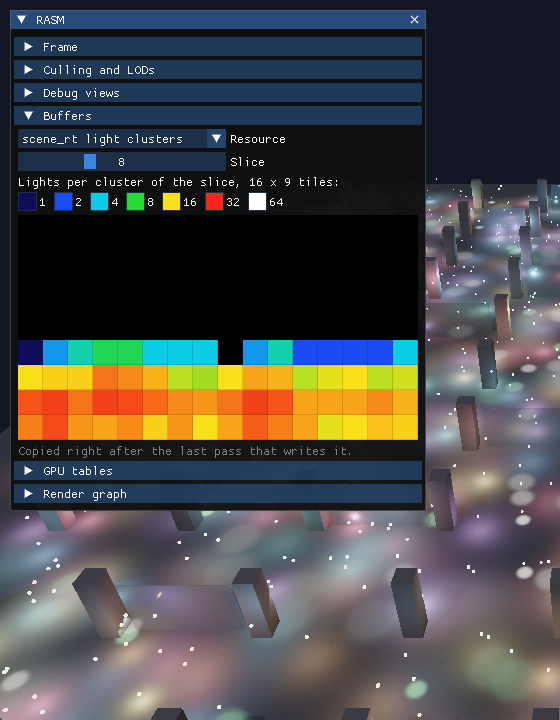 RASM
Frame
Culling and LODs
Debug views
Buffers
scene_rt light clusters Resource
8 Slice
Lights per cluster of the slice, 16 x 9 tiles:
1 2 4 8 16 32 64
Copied right after the last pass that writes it.
GPU tables
Render graph